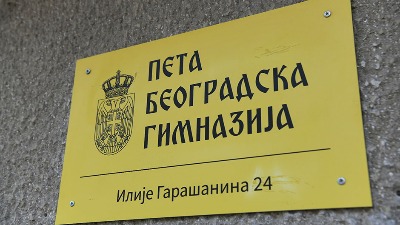 ПЕТА
БЕОГРАДСКА
ГИМНАЗИЈА
Илије Гарашанина 24